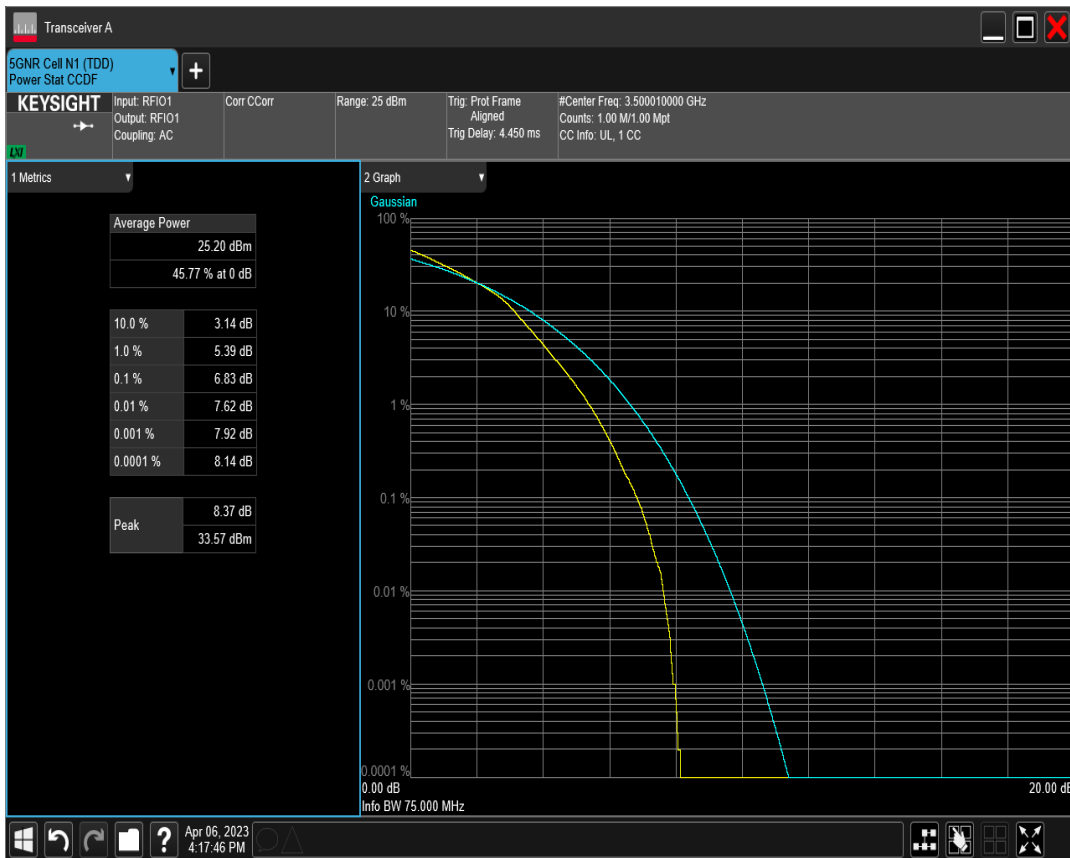 Transceiver A
5GNR Cell N1 (TDD)
Power Stat CCDF
KEYSIGHT
LXI
Input: RFIO1
Output: RFIO1
Coupling: AC
Corr CCorr
Range: 25 dBm
Trig: Prot Frame
Aligned
Trig Delay: 4.450 ms
#Center Freq: 3.500010000 GHz
Counts: 1.00 M/1.00 Mpt
CC Info: UL, 1 CC
1 Metrics
Average Power
25.20 dBm
45.77 % at 0 dB
10.0 % 3.14 dB
1.0 % 5.39 dB
0.1 % 6.83 dB
0.01 % 7.62 dB
0.001 % 7.92 dB
0.0001 % 8.14 dB
Peak 8.37 dB
33.57 dBm
2 Graph
Gaussian
100 %
10 %
1 %
0.1 %
0.01 %
0.001 %
0.0001 %
0.00 dB 20.00 dB
Info BW 75.000 MHz
? Apr 06, 2023
4:17:46 PM